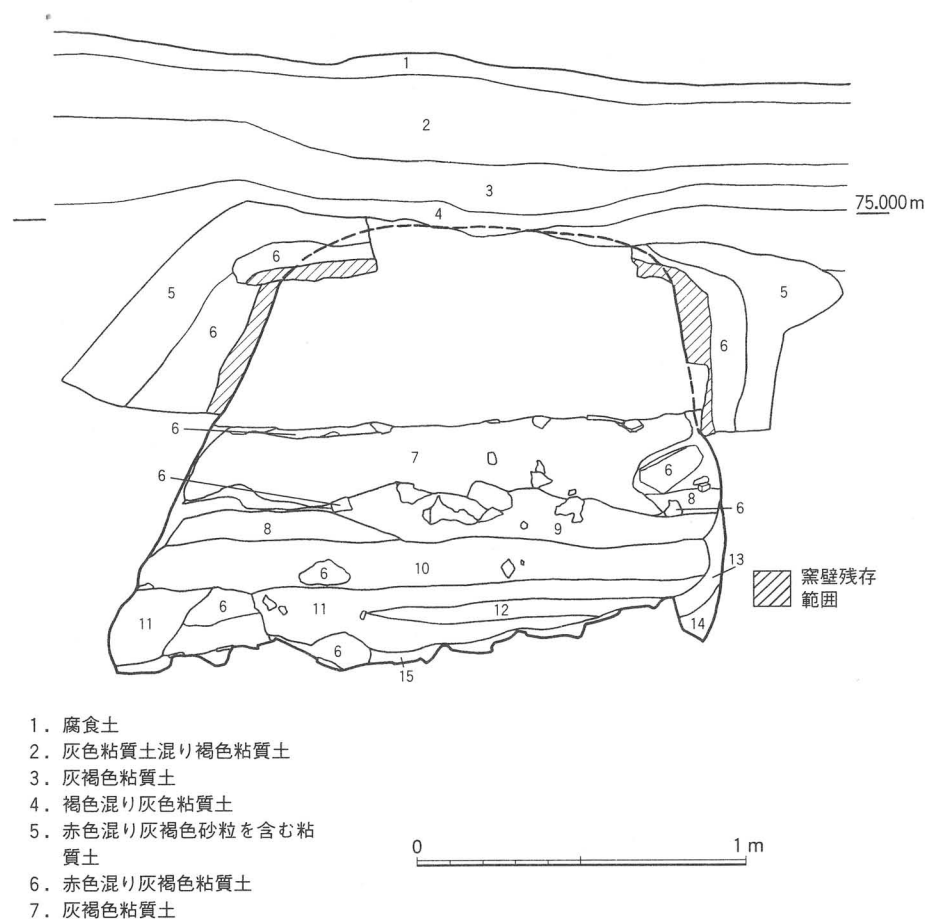 1
2
3
75.000m
4
6
5
5
6
6
6
7
6
6
8
6
8
9
13
6
10
窯壁残存
範囲
6
11
12
11
14
6
15
1. 腐食土
2. 灰色粘質土混り褐色粘質土
3. 灰褐色粘質土
4. 褐色混り灰色粘質土
5. 赤色混り灰褐色砂粒を含む粘
質土
6. 赤色混り灰褐色粘質土
7. 灰褐色粘質土
0
1m